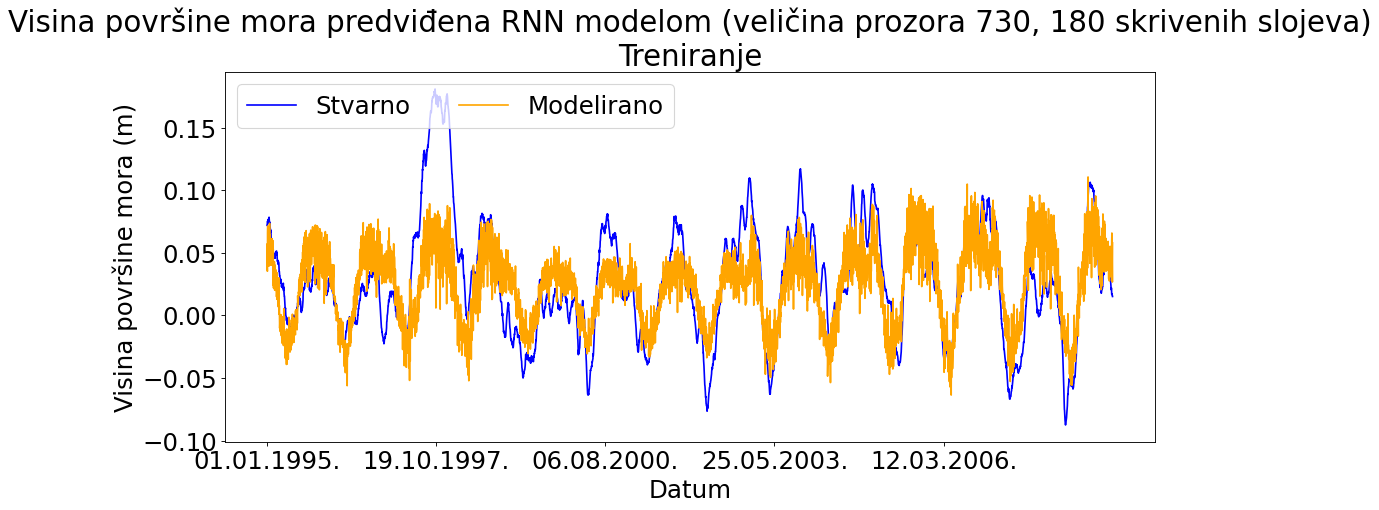 Visina površine mora predviđena RNN modelom (veličina prozora 730, 180 skrivenih slojeva)
Treniranje
Stvarno
Modelirano
Visina površine mora (m)
0.15
0.10
0.05
0.00
−0.05
−0.10
01.01.1995.
19.10.1997.
06.08.2000.
25.05.2003.
12.03.2006.
Datum